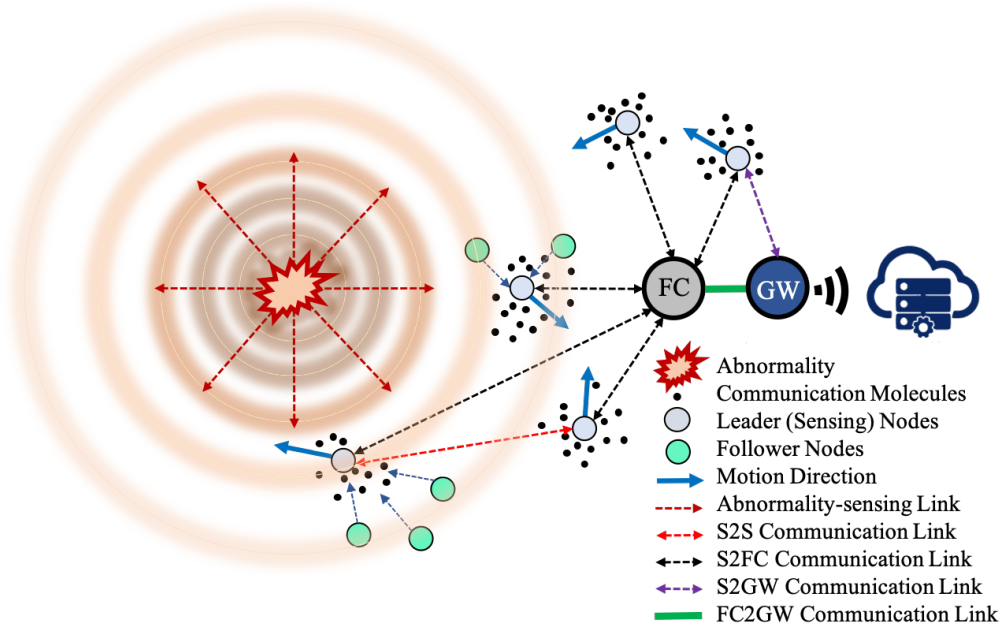 FC
GW
Abnormality
Communication Molecules
Leader (Sensing) Nodes
Follower Nodes
Motion Direction
Abnormality-sensing Link
S2S Communication Link
S2FC Communication Link
S2GW Communication Link
FC2GW Communication Link